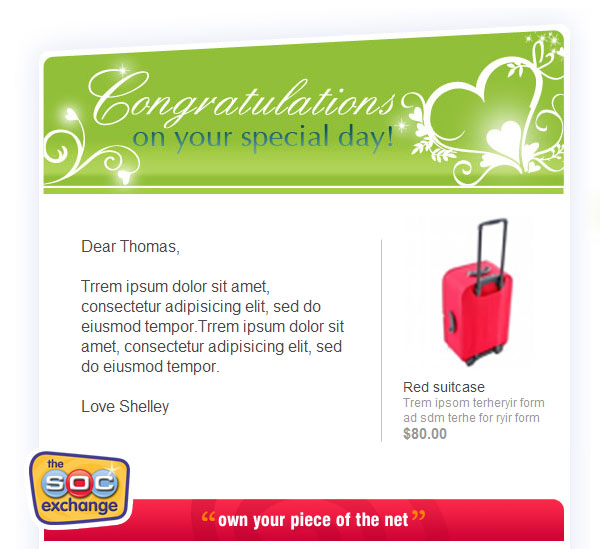 Congratulations
on your special day!
Dear Thomas,
Trrem ipsum dolor sit amet,
consectetur adipisicing elit, sed do
eiusmod tempor.Trrem ipsum dolor sit
amet, consectetur adipisicing elit, sed
do eiusmod tempor.
Love Shelley
Red suitcase
Trem ipsom terheryir form
ad sdm terhe for ryir form
$80.00
the
SOC
exchange
“own your piece of the net”